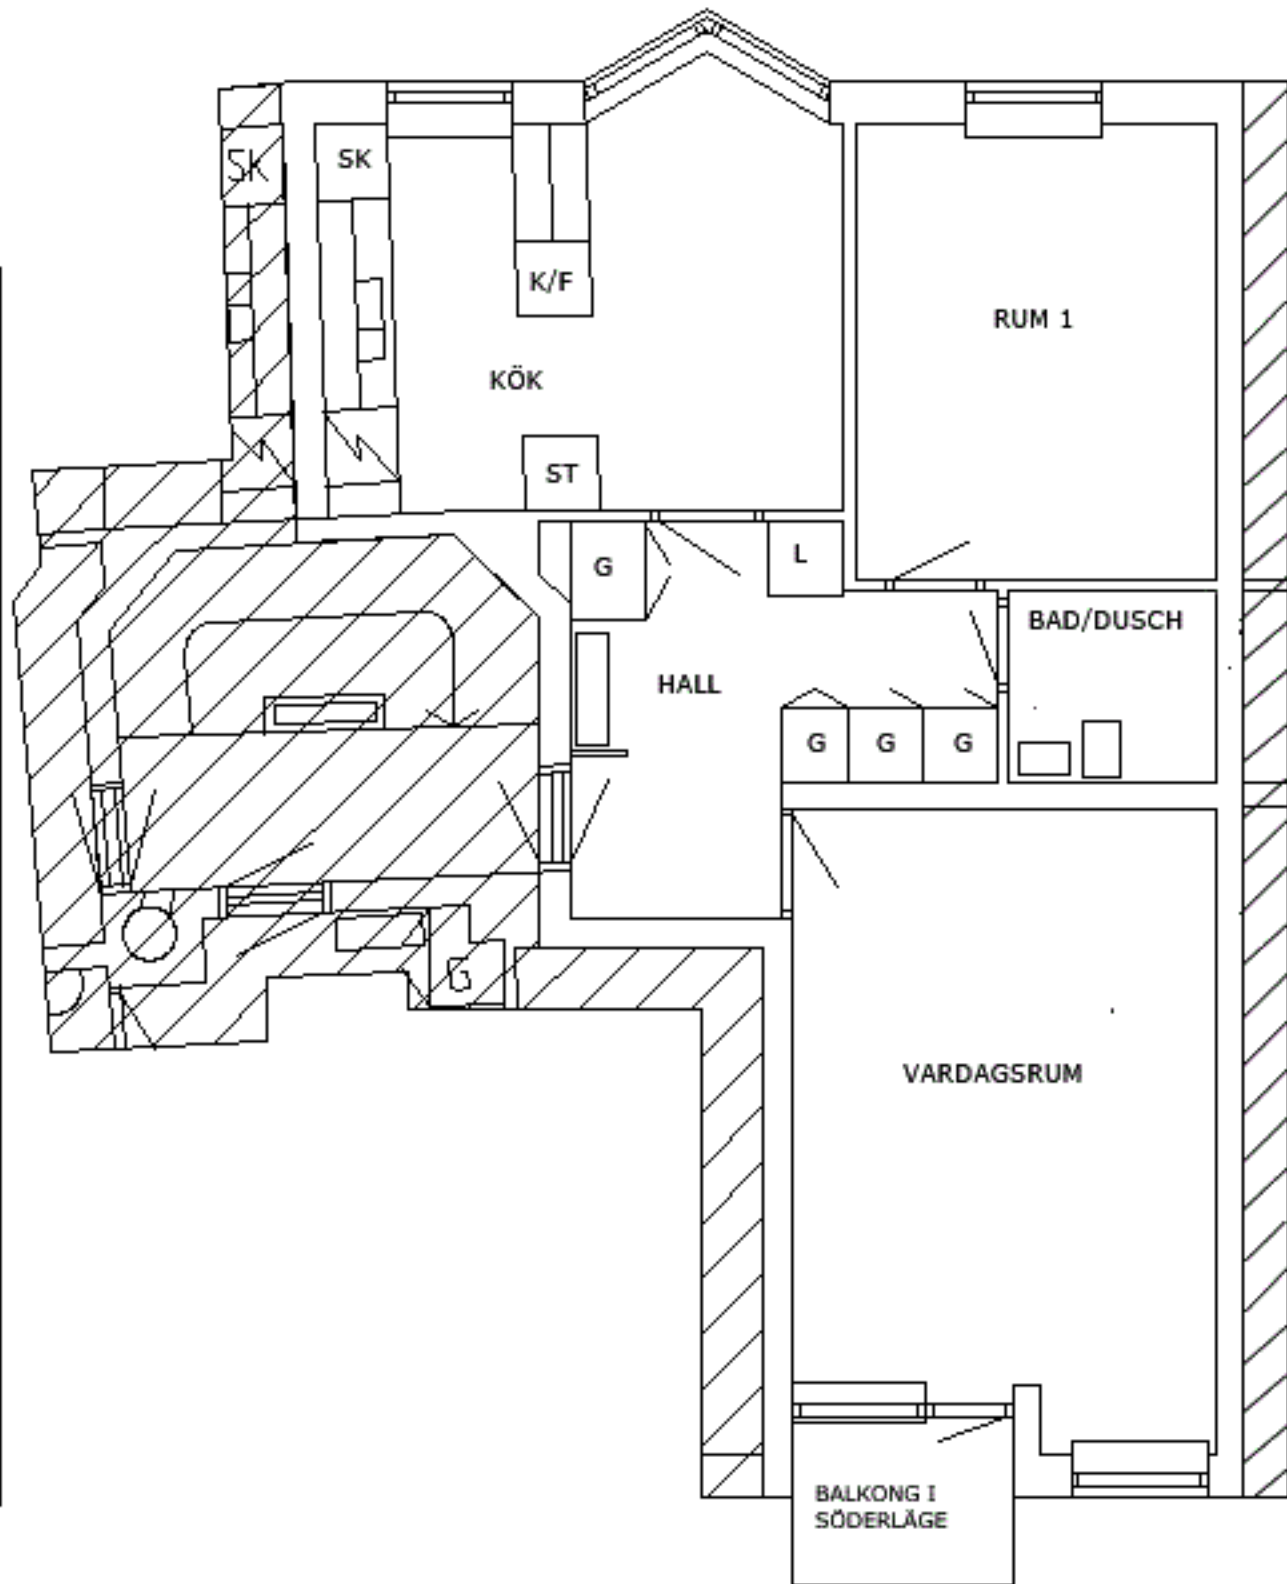 SK
SK
K/F
RUM 1
KÖK
ST
G
L
BAD/DUSCH
HALL
G
G
G
G
VARDAGSRUM
BALKONG I
SÖDERLÄGE